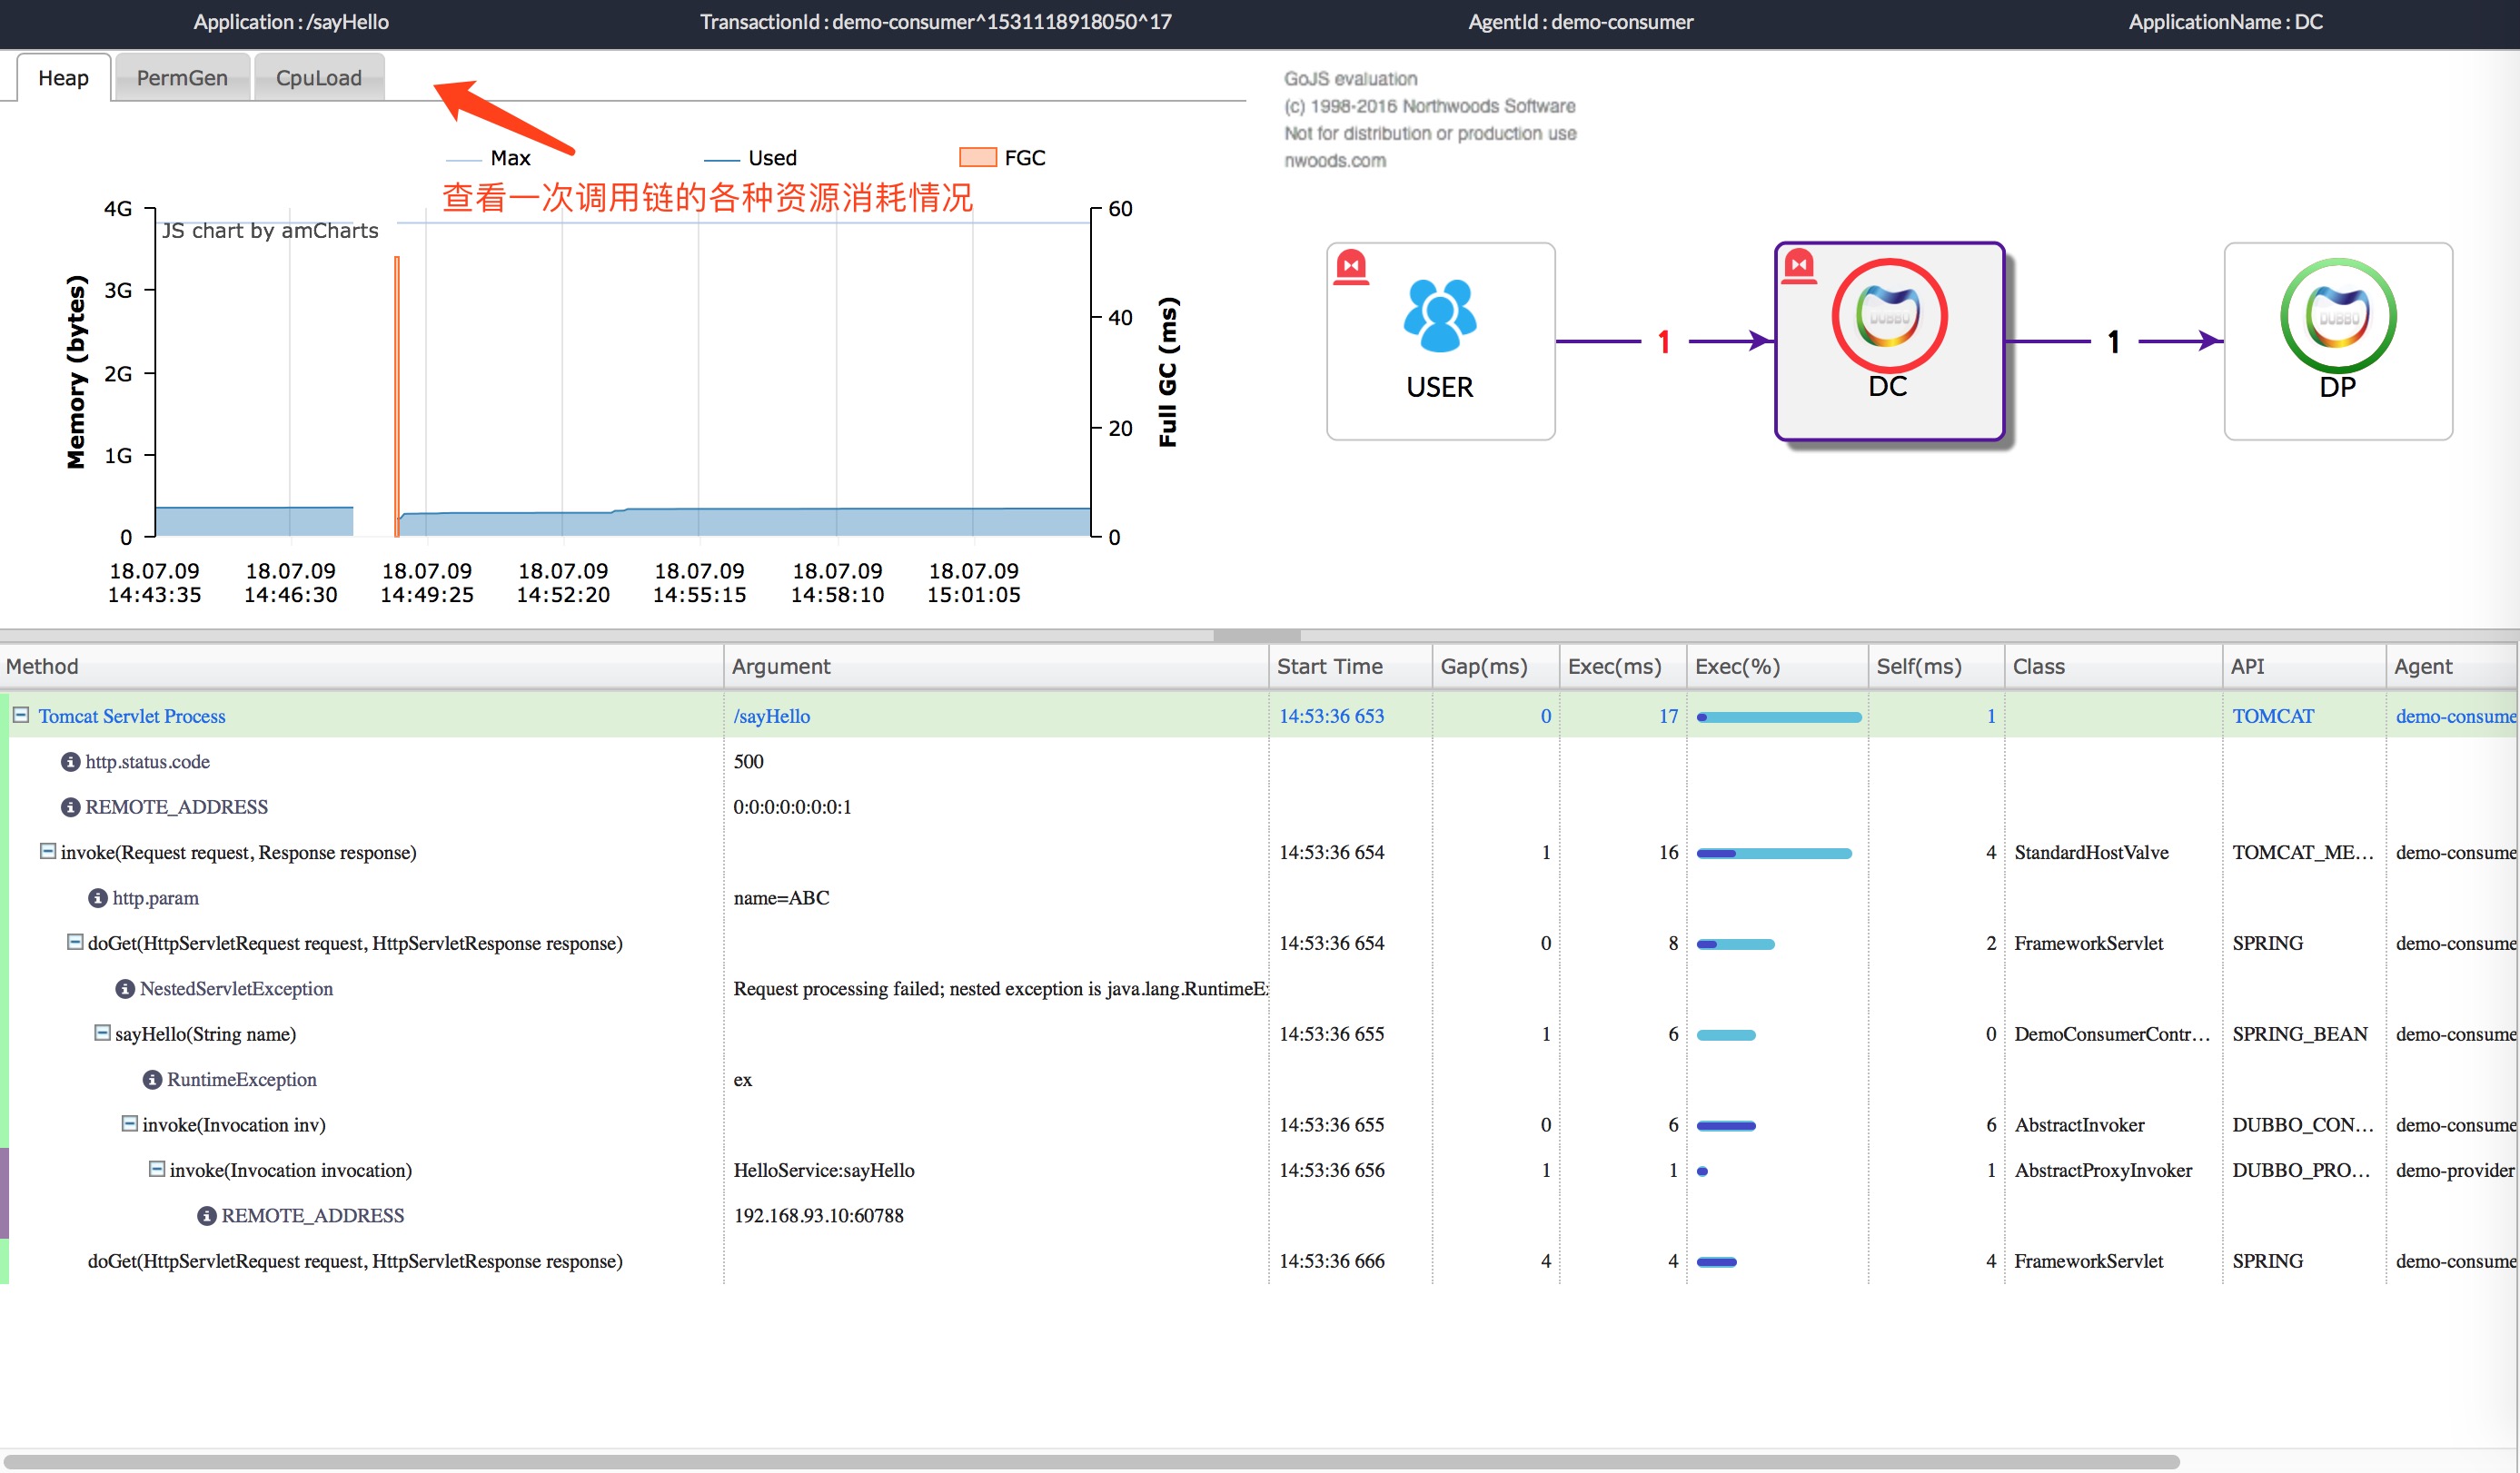 Application : /sayHello TransactionId : demo-consumer^1531118918050^17 AgentId : demo-consumer ApplicationName : DC
Heap PermGen CpuLoad
Max Used FGC
查看一次调用链的各种资源消耗情况
JS chart by amCharts
Memory (bytes)
4G
3G
2G
1G
0
Full GC (ms)
60
40
20
0
18.07.09 18.07.09 18.07.09 18.07.09 18.07.09 18.07.09 18.07.09
14:43:35 14:46:30 14:49:25 14:52:20 14:55:15 14:58:10 15:01:05
GoJS evaluation
(c) 1998-2016 Northwoods Software
Not for distribution or production use
nwoods.com
USER
1
DUBBO
DC
1
DUBBO
DP
Method Argument Start Time Gap(ms) Exec(ms) Exec(%) Self(ms) Class API Agent
Tomcat Servlet Process /sayHello 14:53:36 653 0 17 1 TOMCAT demo-consume
http.status.code 500
REMOTE_ADDRESS 0:0:0:0:0:0:0:1
invoke(Request request, Response response) 14:53:36 654 1 16 4 StandardHostValve TOMCAT_ME... demo-consume
http.param name=ABC
doGet(HttpServletRequest request, HttpServletResponse response) 14:53:36 654 0 8 2 FrameworkServlet SPRING demo-consume
NestedServletException Request processing failed; nested exception is java.lang.RuntimeEx
sayHello(String name) 14:53:36 655 1 6 0 DemoConsumerContr... SPRING_BEAN demo-consume
RuntimeException ex
invoke(Invocation inv) 14:53:36 655 0 6 6 AbstractInvoker DUBBO_CON... demo-consume
invoke(Invocation invocation) HelloService:sayHello 14:53:36 656 1 1 1 AbstractProxyInvoker DUBBO_PRO... demo-provider
REMOTE_ADDRESS 192.168.93.10:60788
doGet(HttpServletRequest request, HttpServletResponse response) 14:53:36 666 4 4 4 FrameworkServlet SPRING demo-consume